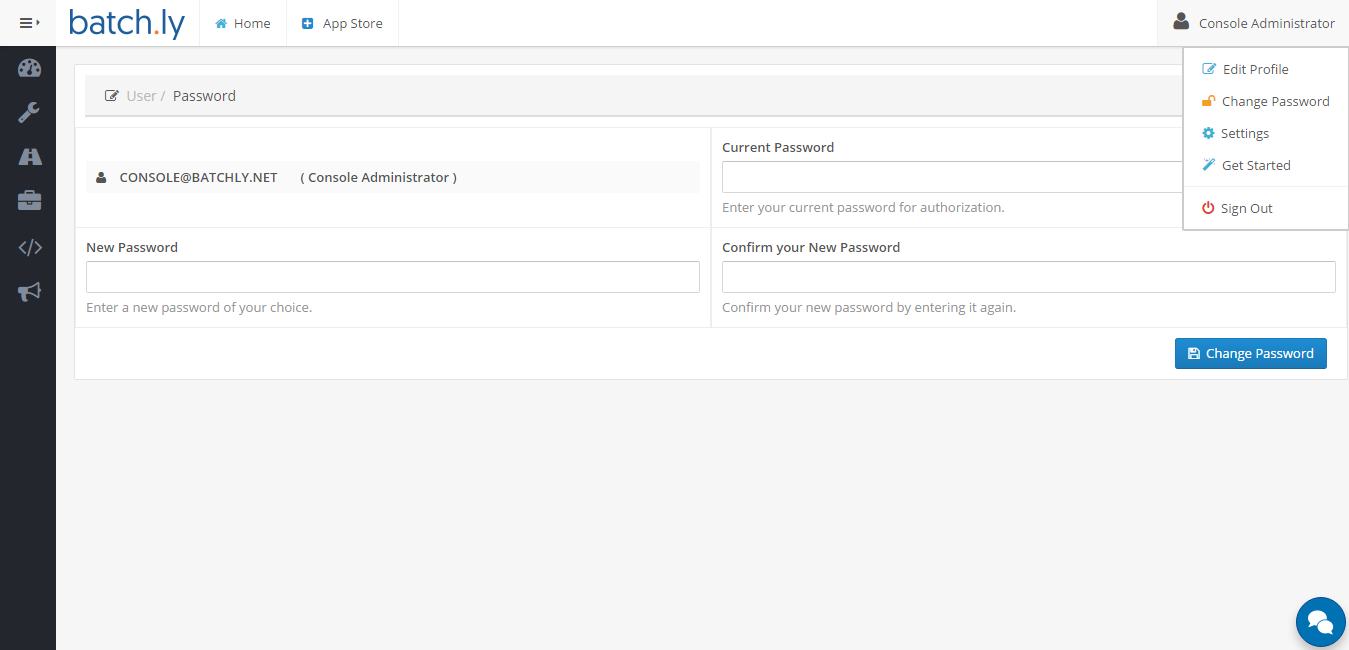 batch.ly
Home
App Store
Console Administrator
Edit Profile
Change Password
Settings
Get Started
Sign Out
User / Password
CONSOLE@BATCHLY.NET ( Console Administrator )
Current Password
Enter your current password for authorization.
New Password
Enter a new password of your choice.
Confirm your New Password
Confirm your new password by entering it again.
Change Password